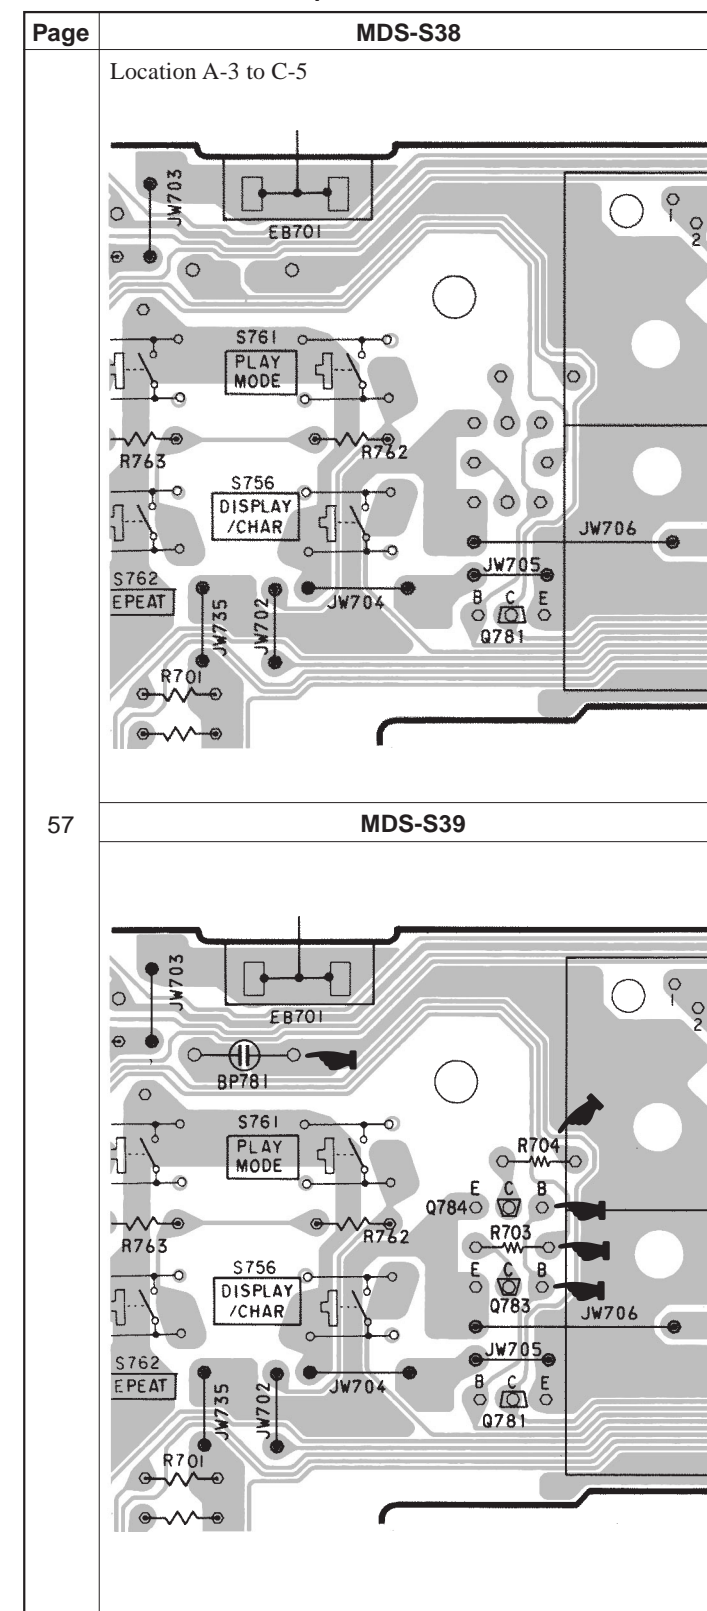 Page MDS-S38
Location A-3 to C-5
JW703
EB701
1
2
S761
PLAY
MODE
R763
R762
S756
DISPLAY
/CHAR
JW706
JW705
S762
EPEAT
JW735
JW702
JW704
B C E
Q781
R701
57 MDS-S39
JW703
EB701
1
2
BP781
S761
PLAY
MODE
R704
E C B
Q784
R763
R762
R703
S756
DISPLAY
/CHAR
E C B
Q783
JW706
JW705
S762
EPEAT
JW735
JW702
JW704
B C E
Q781
R701